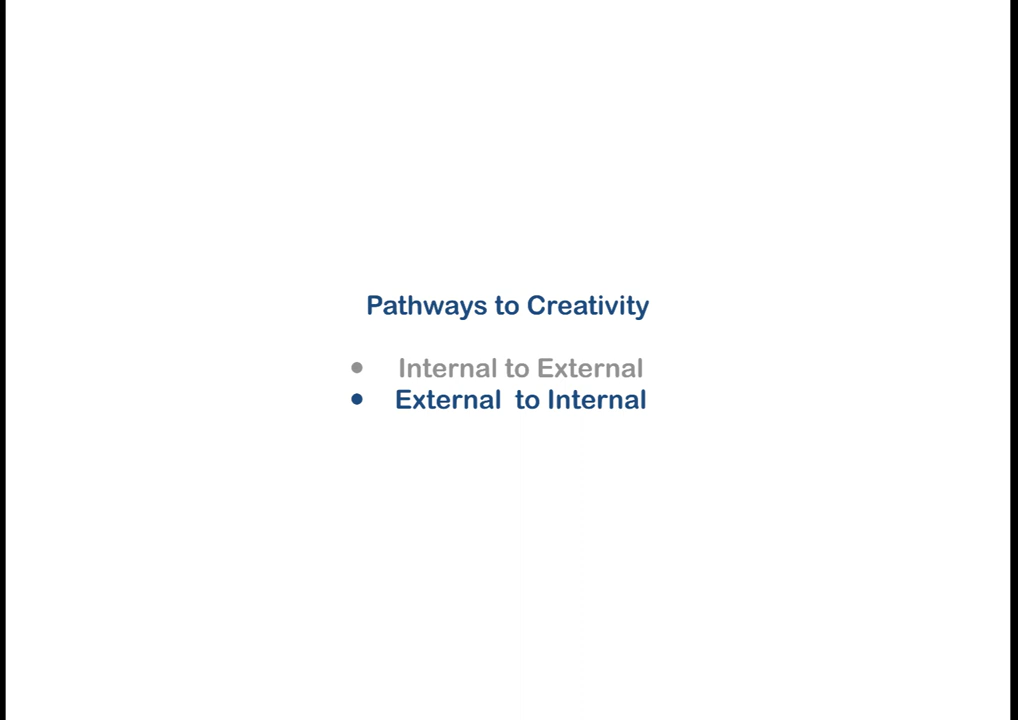 Pathways to Creativity
• Internal to External
• External  to Internal